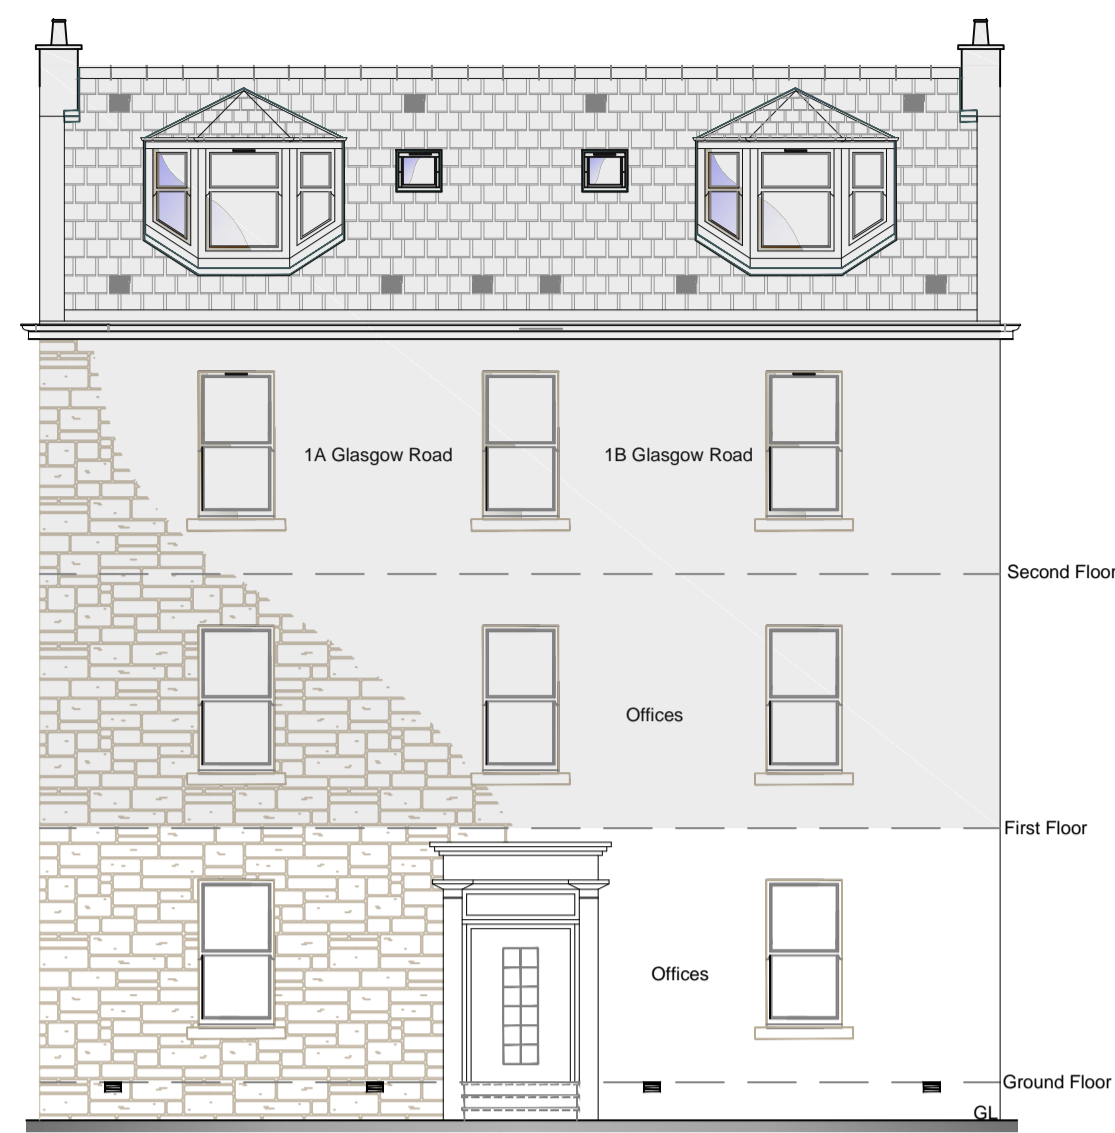 1A Glasgow Road
1B Glasgow Road
Second Floor
Offices
First Floor
Offices
Ground Floor
GL